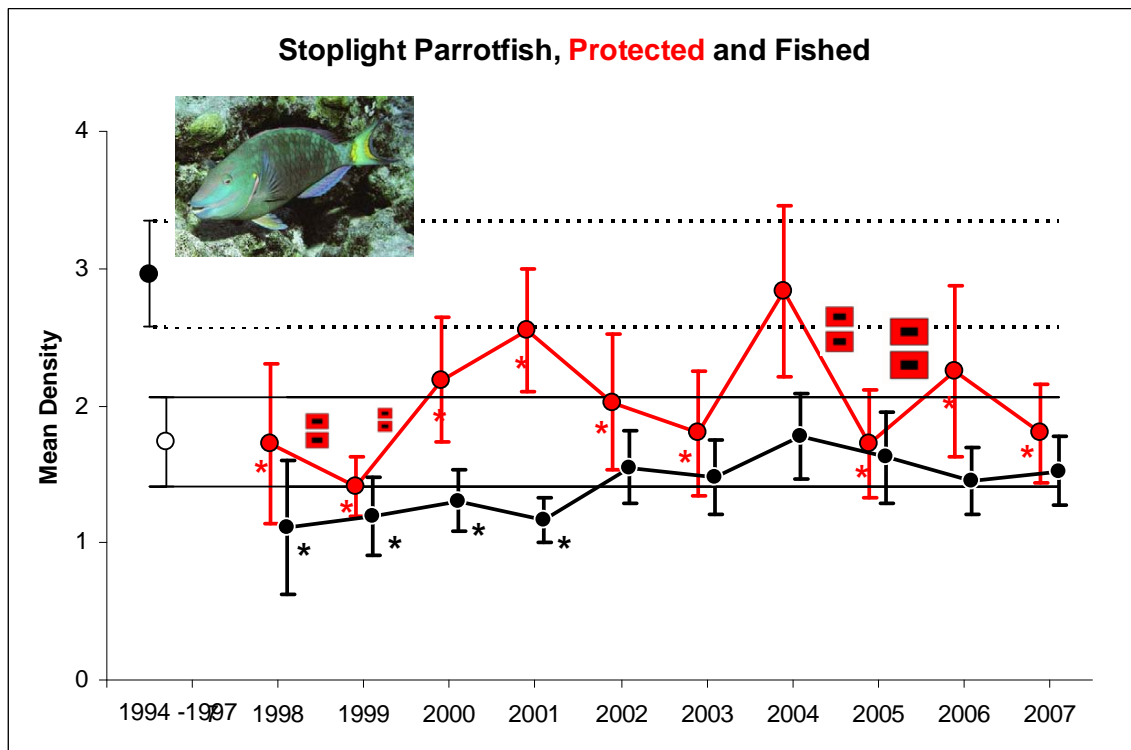 Stoplight Parrotfish, Protected and Fished
Mean Density
4
3
2
1
0
* * * * * * * * *
* * * *
1994 -1997 1998 1999 2000 2001 2002 2003 2004 2005 2006 2007